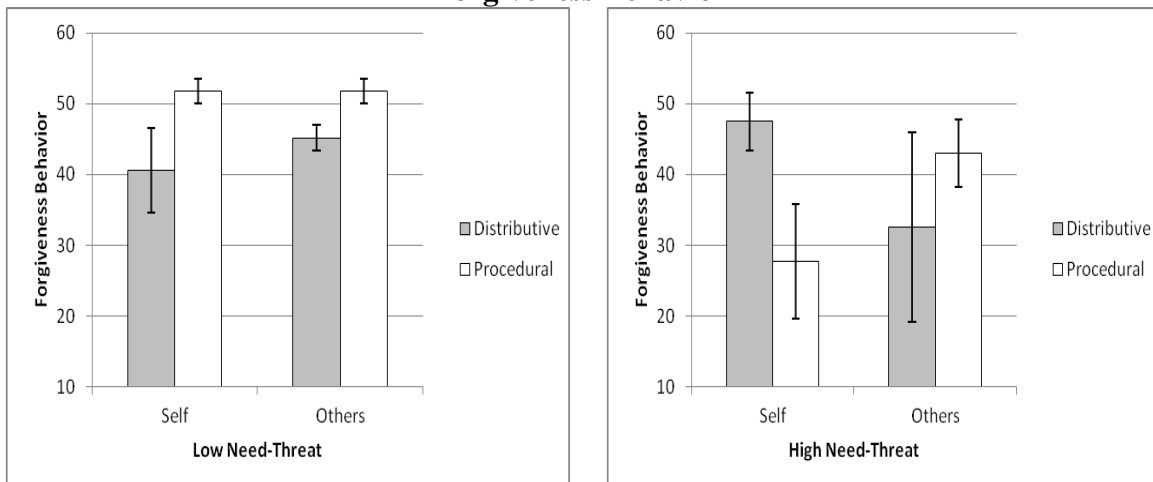 60
50
40
30
20
10
Forgiveness Behavior
Self
Others
Low Need-Threat
Distributive
Procedural
60
50
40
30
20
10
Forgiveness Behavior
Self
Others
High Need-Threat
Distributive
Procedural